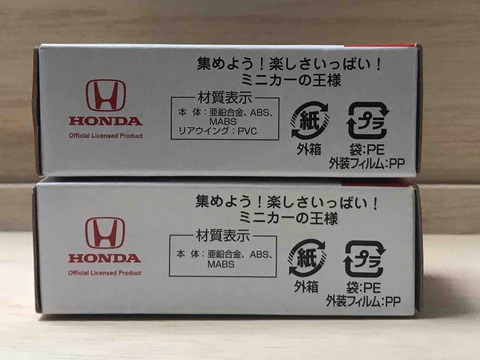 集めよう！楽しさいっぱい！
ミニカーの王様
HONDA
Official Licensed Product
材質表示
本　体：亜鉛合金、ABS、
MABS
リアウイング：PVC
紙
外箱
プラ
袋:PE
外装フィルム:PP
集めよう！楽しさいっぱい！
ミニカーの王様
HONDA
Official Licensed Product
材質表示
本　体：亜鉛合金、ABS、
MABS
紙
外箱
プラ
袋:PE
外装フィルム:PP